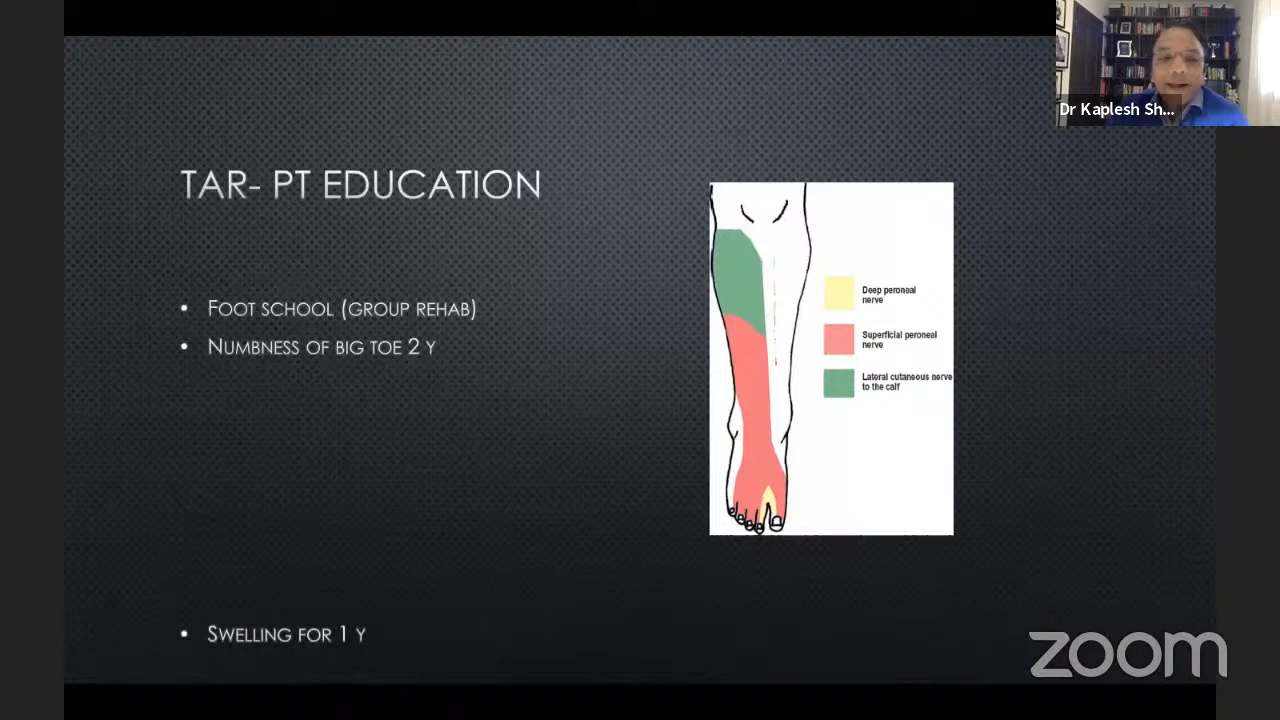 Dr Kaplesh Sh...
TAR- PT EDUCATION
• FOOT SCHOOL (GROUP REHAB)
• NUMBNESS OF BIG TOE 2 Y
• SWELLING FOR 1 Y
Deep peroneal
nerve
Superficial peroneal
nerve
Lateral cutaneous nerve
to the calf
zoom